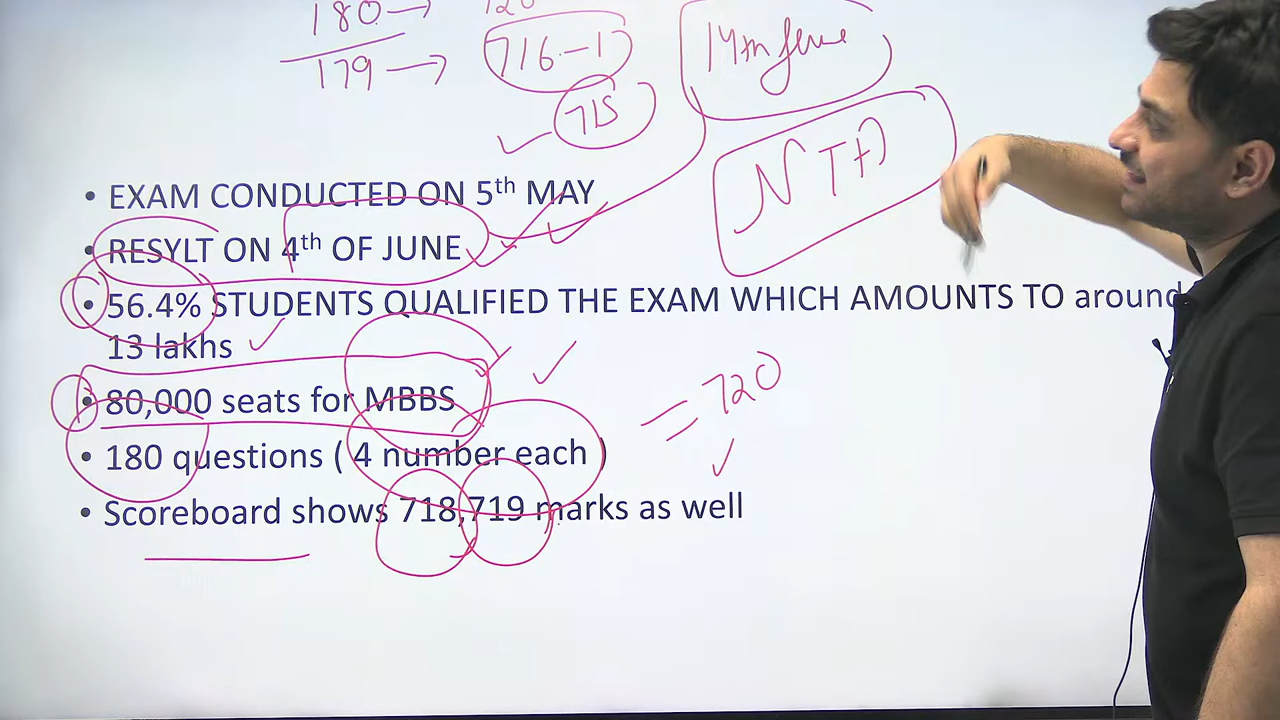 180 → 720
179 → 716-1
715
14th June
NTA
• EXAM CONDUCTED ON 5th MAY
• RESYLT ON 4th OF JUNE
• 56.4% STUDENTS QUALIFIED THE EXAM WHICH AMOUNTS TO around
13 lakhs
• 80,000 seats for MBBS
= 720
• 180 questions ( 4 number each )
• Scoreboard shows 718,719 marks as well